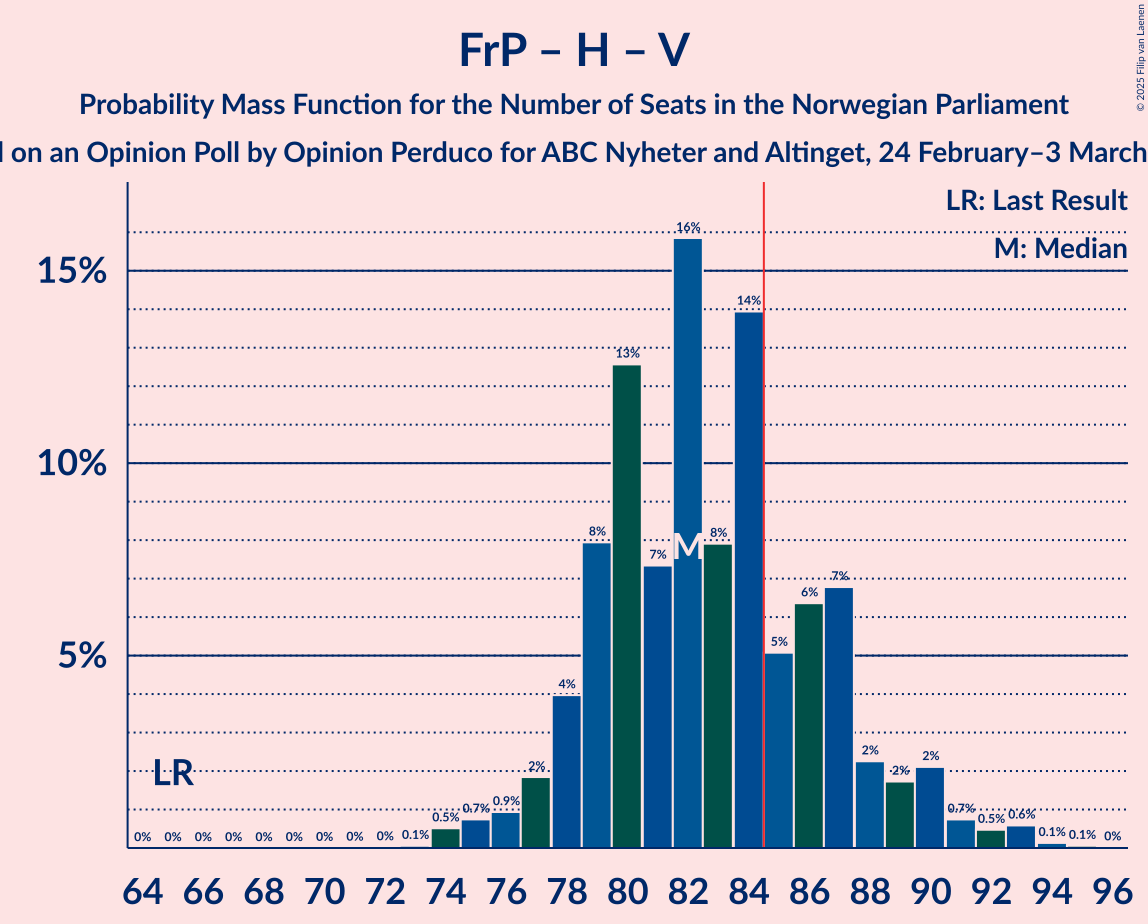 FrP – H – V
Probability Mass Function for the Number of Seats in the Norwegian Parliament
on an Opinion Poll by Opinion Perduco for ABC Nyheter and Altinget, 24 February–3 March
© 2025 Filip van Laenen
LR: Last Result
M: Median
15%
10%
5%
LR
M
0% 0% 0% 0% 0% 0% 0% 0% 0% 0.1% 0.5% 0.7% 0.9% 2% 4% 8% 13% 7% 16% 8% 14% 5% 6% 7% 2% 2% 2% 0.7% 0.5% 0.6% 0.1% 0.1% 0%
64 66 68 70 72 74 76 78 80 82 84 86 88 90 92 94 96